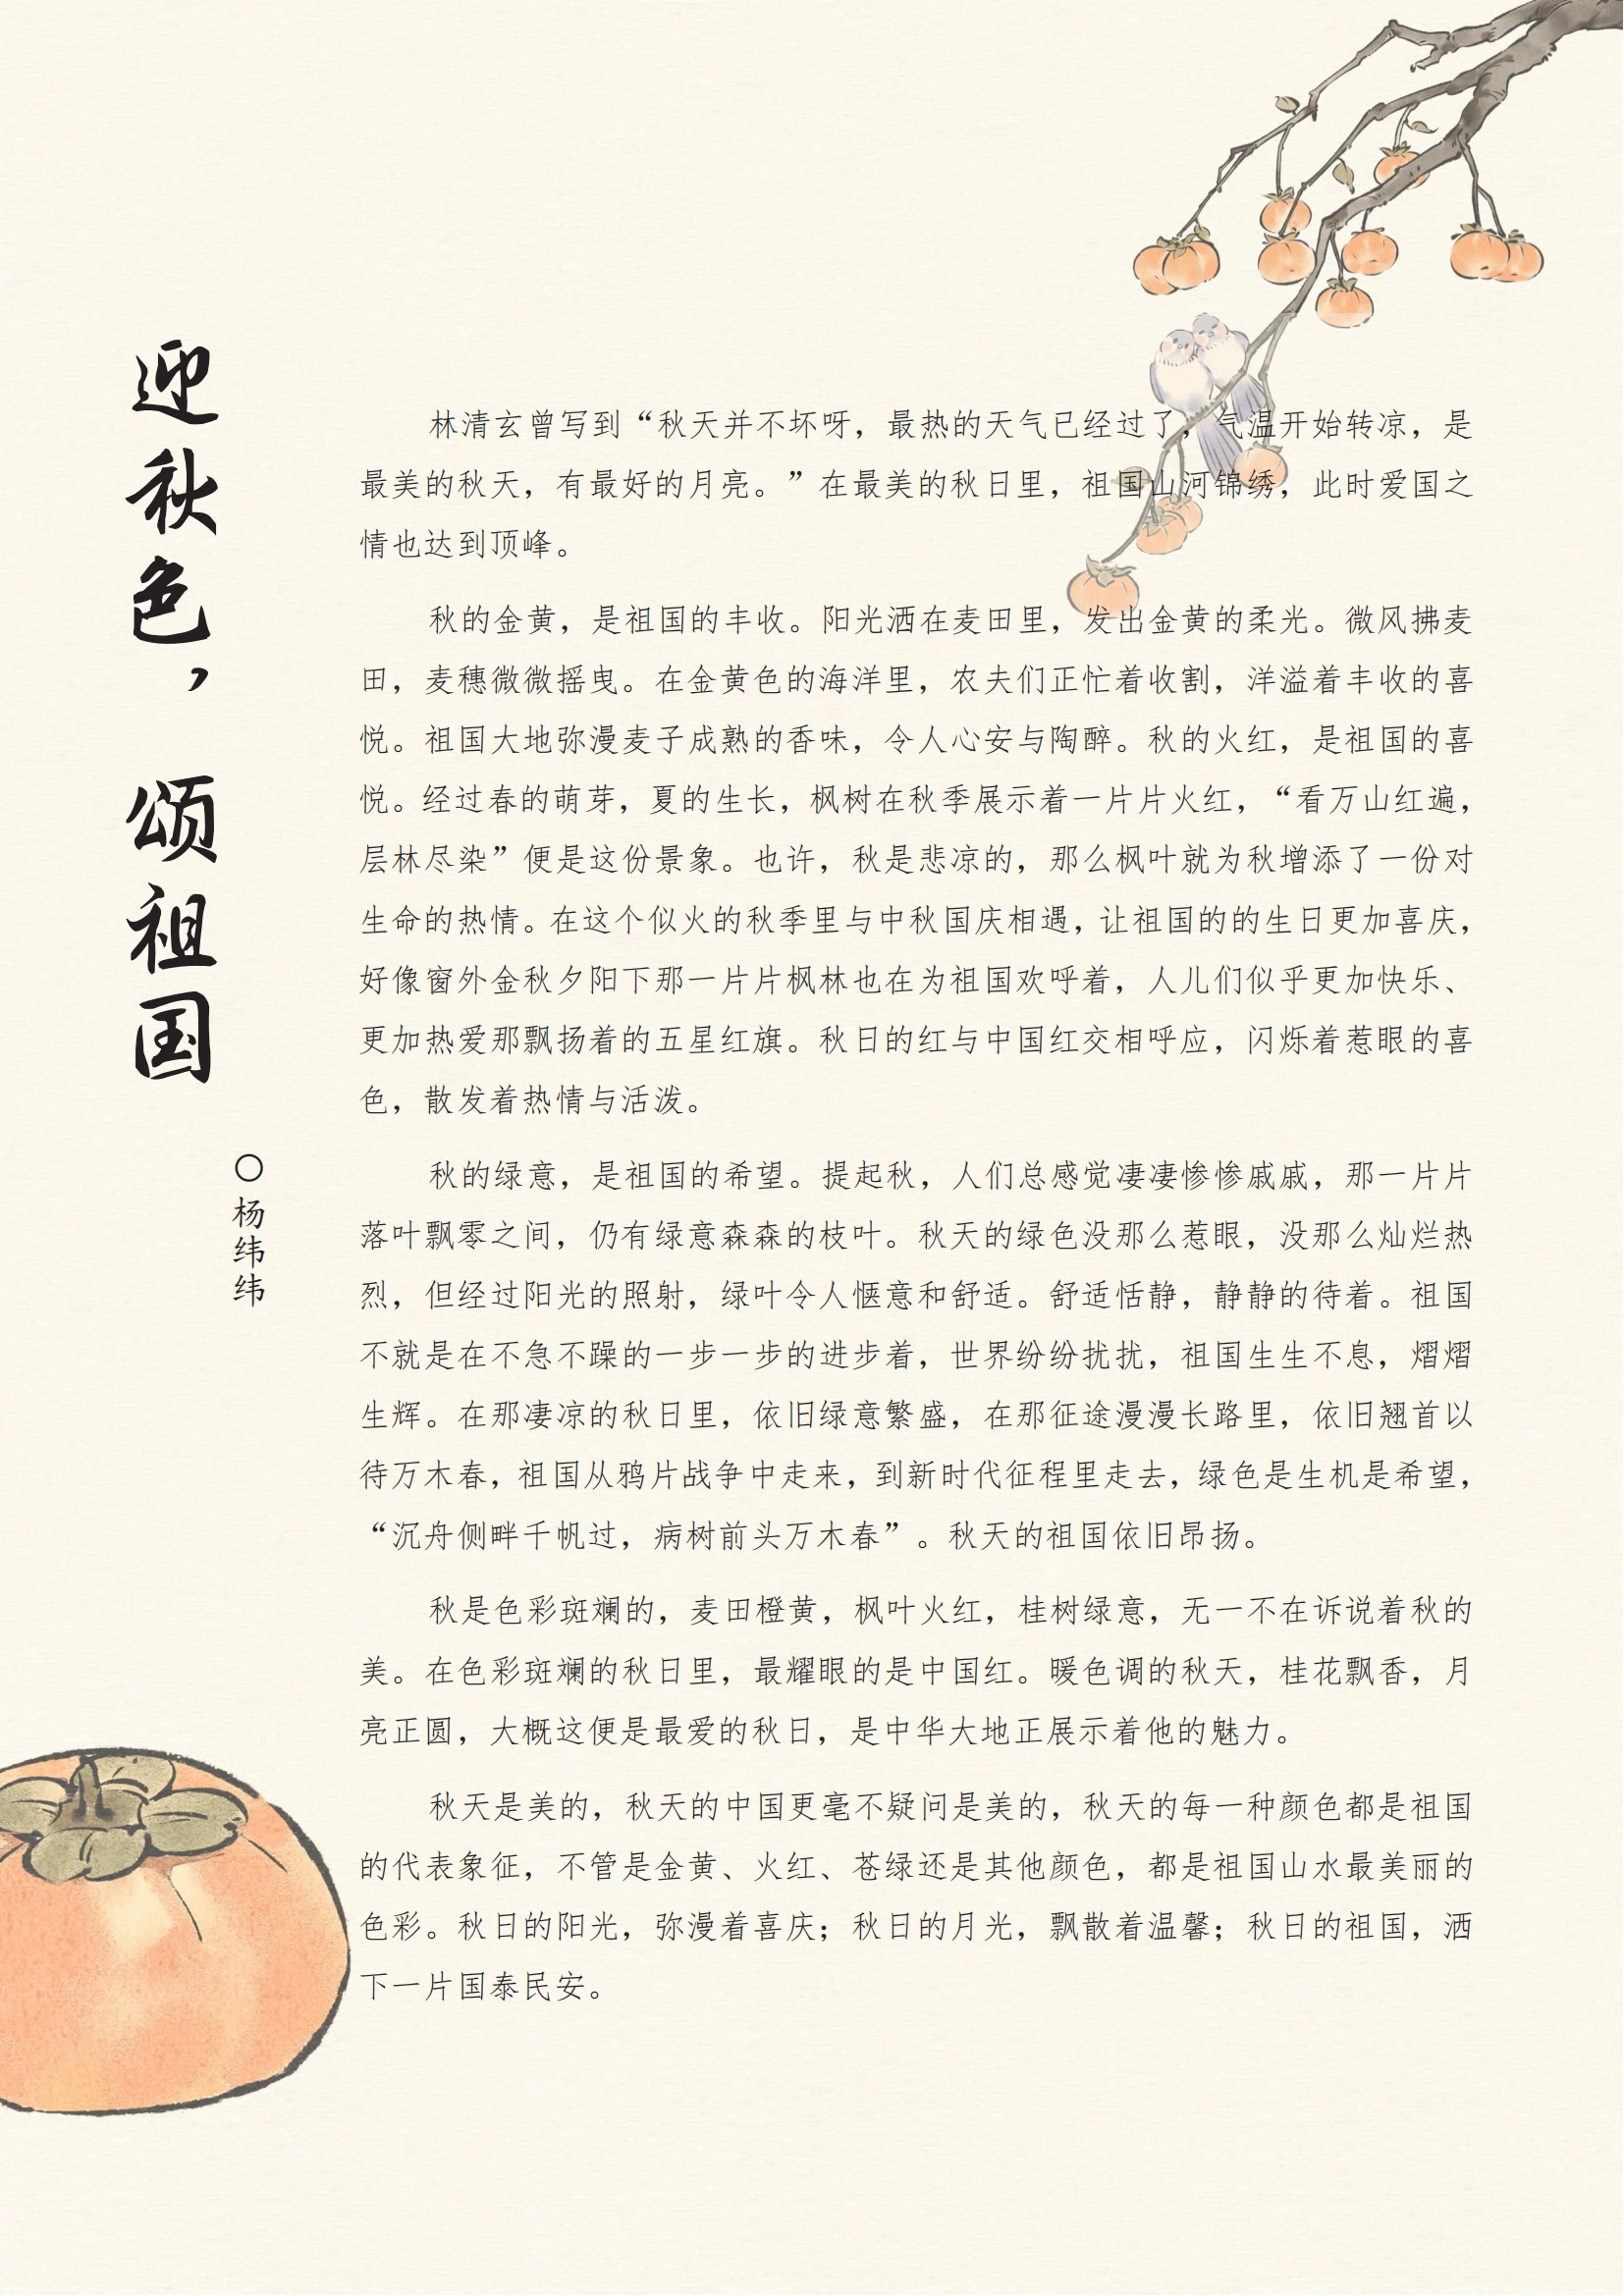 迎秋色，颂祖国
○杨纬纬
林清玄曾写到“秋天并不坏呀，最热的天气已经过了，气温开始转凉，是
最美的秋天，有最好的月亮。”在最美的秋日里，祖国山河锦绣，此时爱国之
情也达到顶峰。
秋的金黄，是祖国的丰收。阳光洒在麦田里，发出金黄的柔光。微风拂麦
田，麦穗微微摇曳。在金黄色的海洋里，农夫们正忙着收割，洋溢着丰收的喜
悦。祖国大地弥漫麦子成熟的香味，令人心安与陶醉。秋的火红，是祖国的喜
悦。经过春的萌芽，夏的生长，枫树在秋季展示着一片片火红，“看万山红遍，
层林尽染”便是这份景象。也许，秋是悲凉的，那么枫叶就为秋增添了一份对
生命的热情。在这个似火的秋季里与中秋国庆相遇，让祖国的的生日更加喜庆，
好像窗外金秋夕阳下那一片片枫林也在为祖国欢呼着，人儿们似乎更加快乐、
更加热爱那飘扬着的五星红旗。秋日的红与中国红交相呼应，闪烁着惹眼的喜
色，散发着热情与活泼。
秋的绿意，是祖国的希望。提起秋，人们总感觉凄凄惨惨戚戚，那一片片
落叶飘零之间，仍有绿意森森的枝叶。秋天的绿色没那么惹眼，没那么灿烂热
烈，但经过阳光的照射，绿叶令人惬意和舒适。舒适恬静，静静的待着。祖国
不就是在不急不躁的一步一步的进步着，世界纷纷扰扰，祖国生生不息，熠熠
生辉。在那凄凉的秋日里，依旧绿意繁盛，在那征途漫漫长路里，依旧翘首以
待万木春，祖国从鸦片战争中走来，到新时代征程里走去，绿色是生机是希望，
“沉舟侧畔千帆过，病树前头万木春”。秋天的祖国依旧昂扬。
秋是色彩斑斓的，麦田橙黄，枫叶火红，桂树绿意，无一不在诉说着秋的
美。在色彩斑斓的秋日里，最耀眼的是中国红。暖色调的秋天，桂花飘香，月
亮正圆，大概这便是最爱的秋日，是中华大地正展示着他的魅力。
秋天是美的，秋天的中国更毫不疑问是美的，秋天的每一种颜色都是祖国
的代表象征，不管是金黄、火红、苍绿还是其他颜色，都是祖国山水最美丽的
色彩。秋日的阳光，弥漫着喜庆；秋日的月光，飘散着温馨；秋日的祖国，洒
下一片国泰民安。